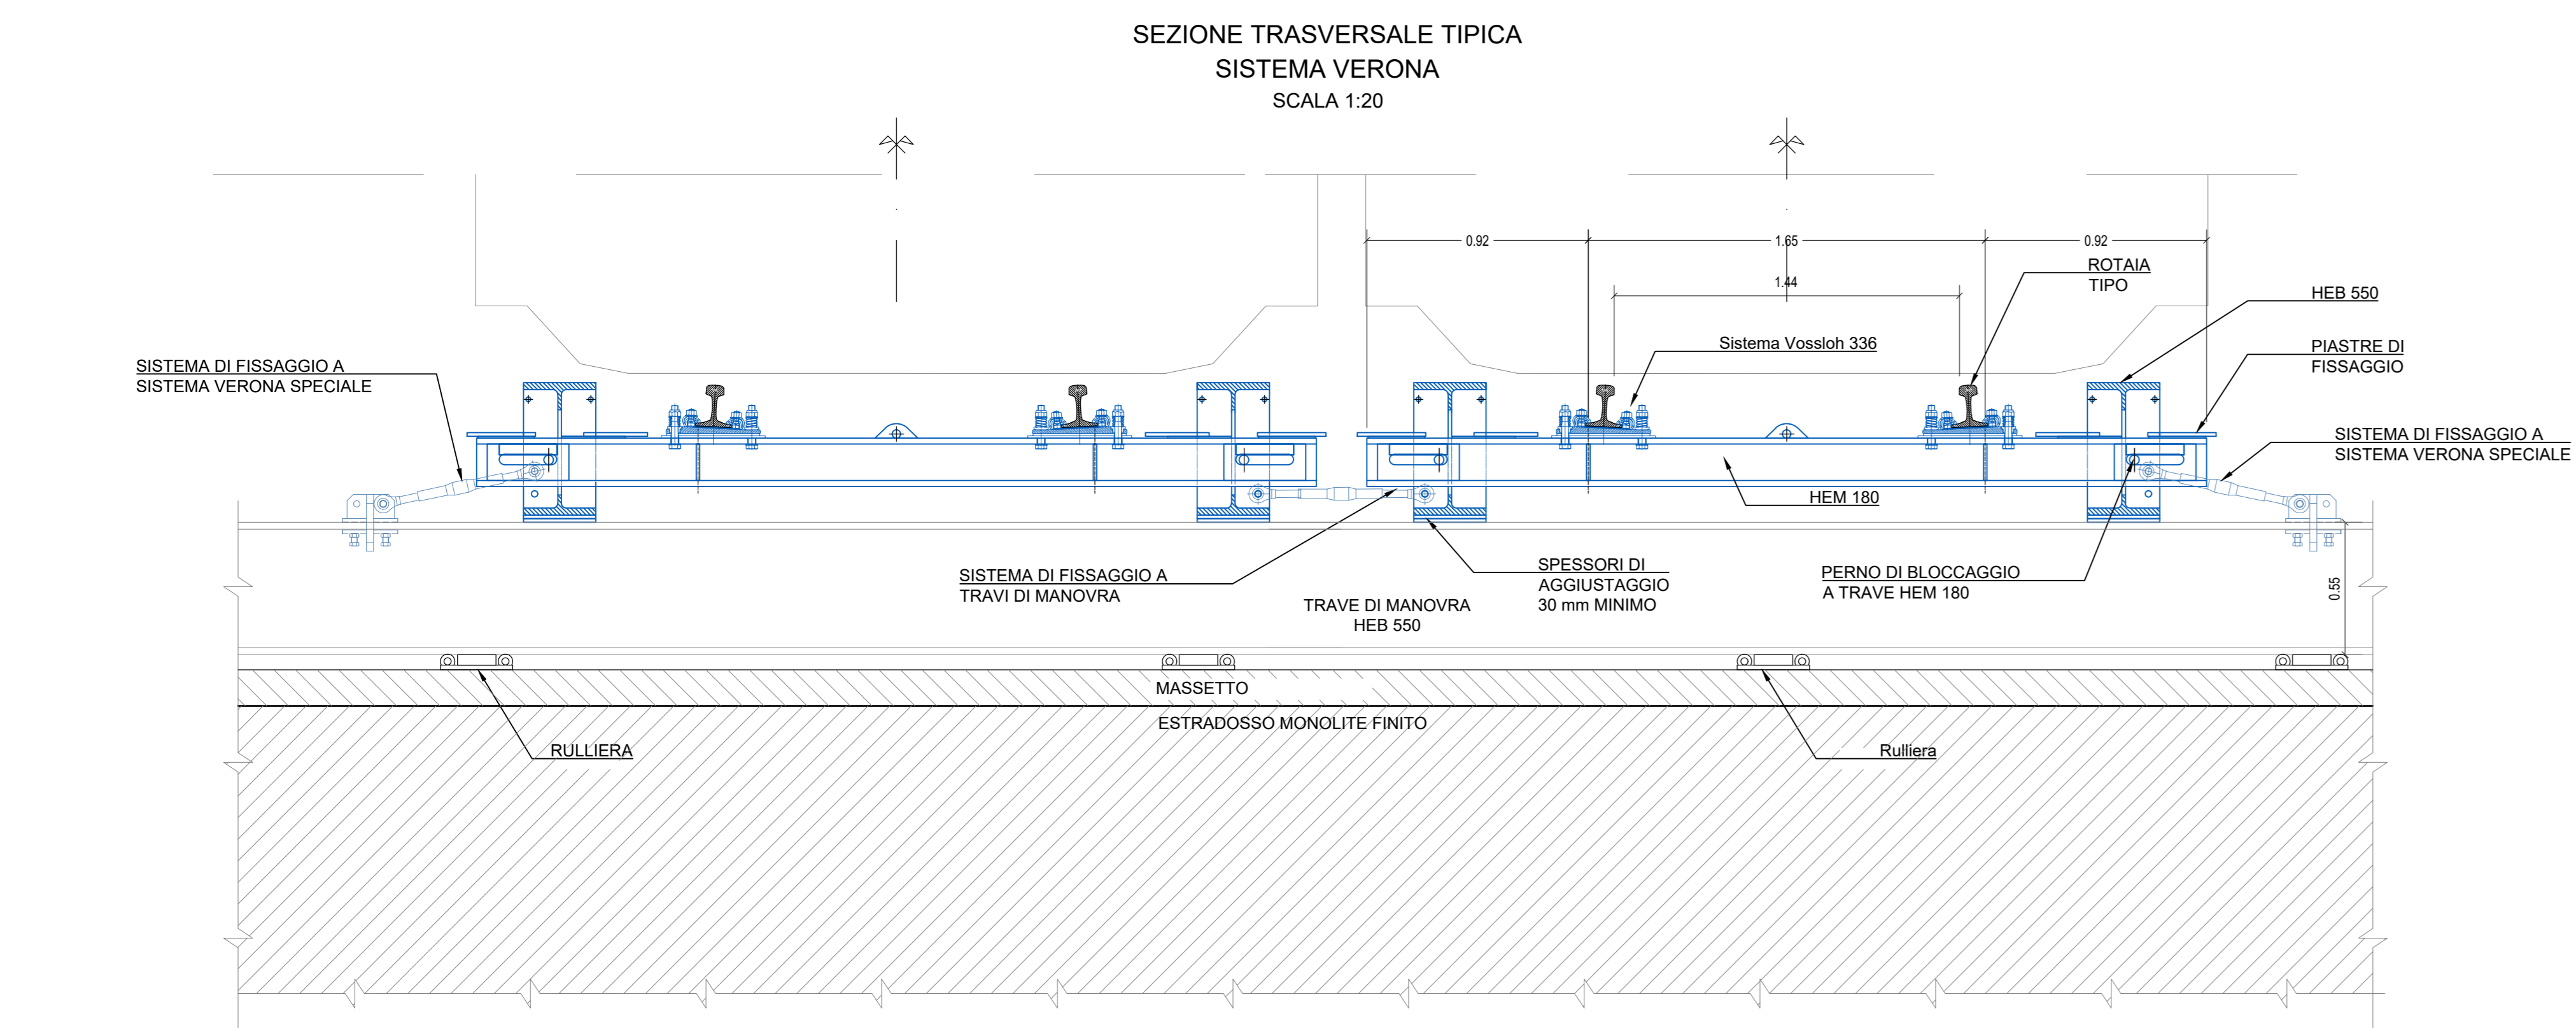 SEZIONE TRASVERSALE TIPICA
SISTEMA VERONA
SCALA 1:20
0.92
1.65
0.92
1.44
ROTAIA
TIPO
HEB 550
Sistema Vossloh 336
PIASTRE DI
FISSAGGIO
SISTEMA DI FISSAGGIO A
SISTEMA VERONA SPECIALE
SISTEMA DI FISSAGGIO A
SISTEMA VERONA SPECIALE
HEM 180
SISTEMA DI FISSAGGIO A
TRAVI DI MANOVRA
SPESSORI DI
AGGIUSTAGGIO
30 mm MINIMO
PERNO DI BLOCCAGGIO
A TRAVE HEM 180
0.55
TRAVE DI MANOVRA
HEB 550
MASSETTO
ESTRADOSSO MONOLITE FINITO
RULLIERA
Rulliera